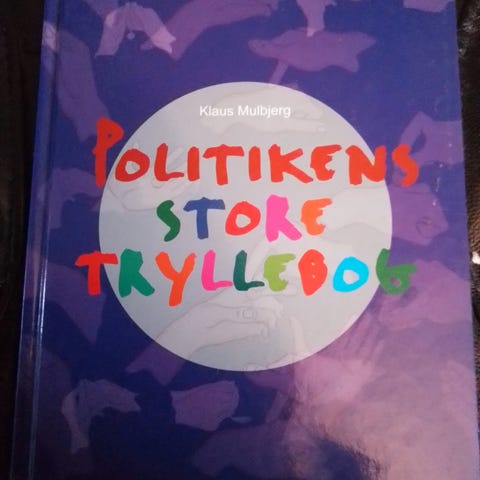 Klaus Mulbjerg
POLITIKENS
STORE
TRYLLEBOG